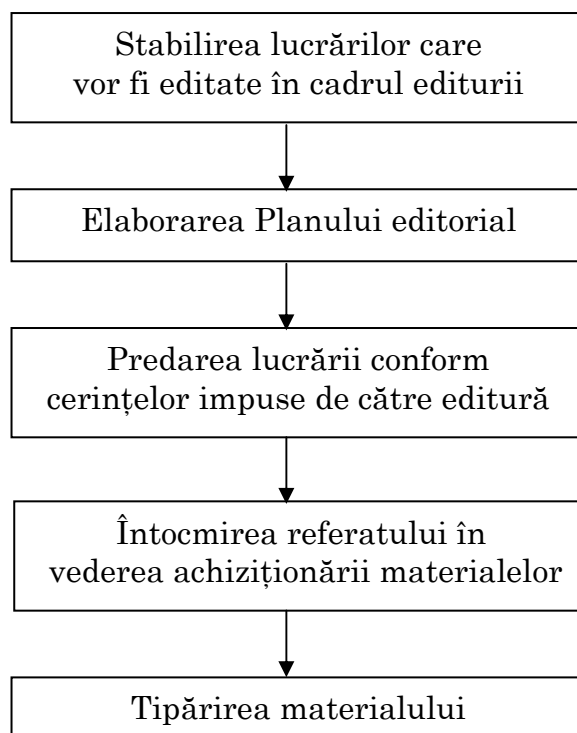 Stabilirea lucrărilor care
vor fi editate în cadrul editurii
Elaborarea Planului editorial
Predarea lucrării conform
cerințelor impuse de către editură
Întocmirea referatului în
vederea achiziționării materialelor
Tipărirea materialului